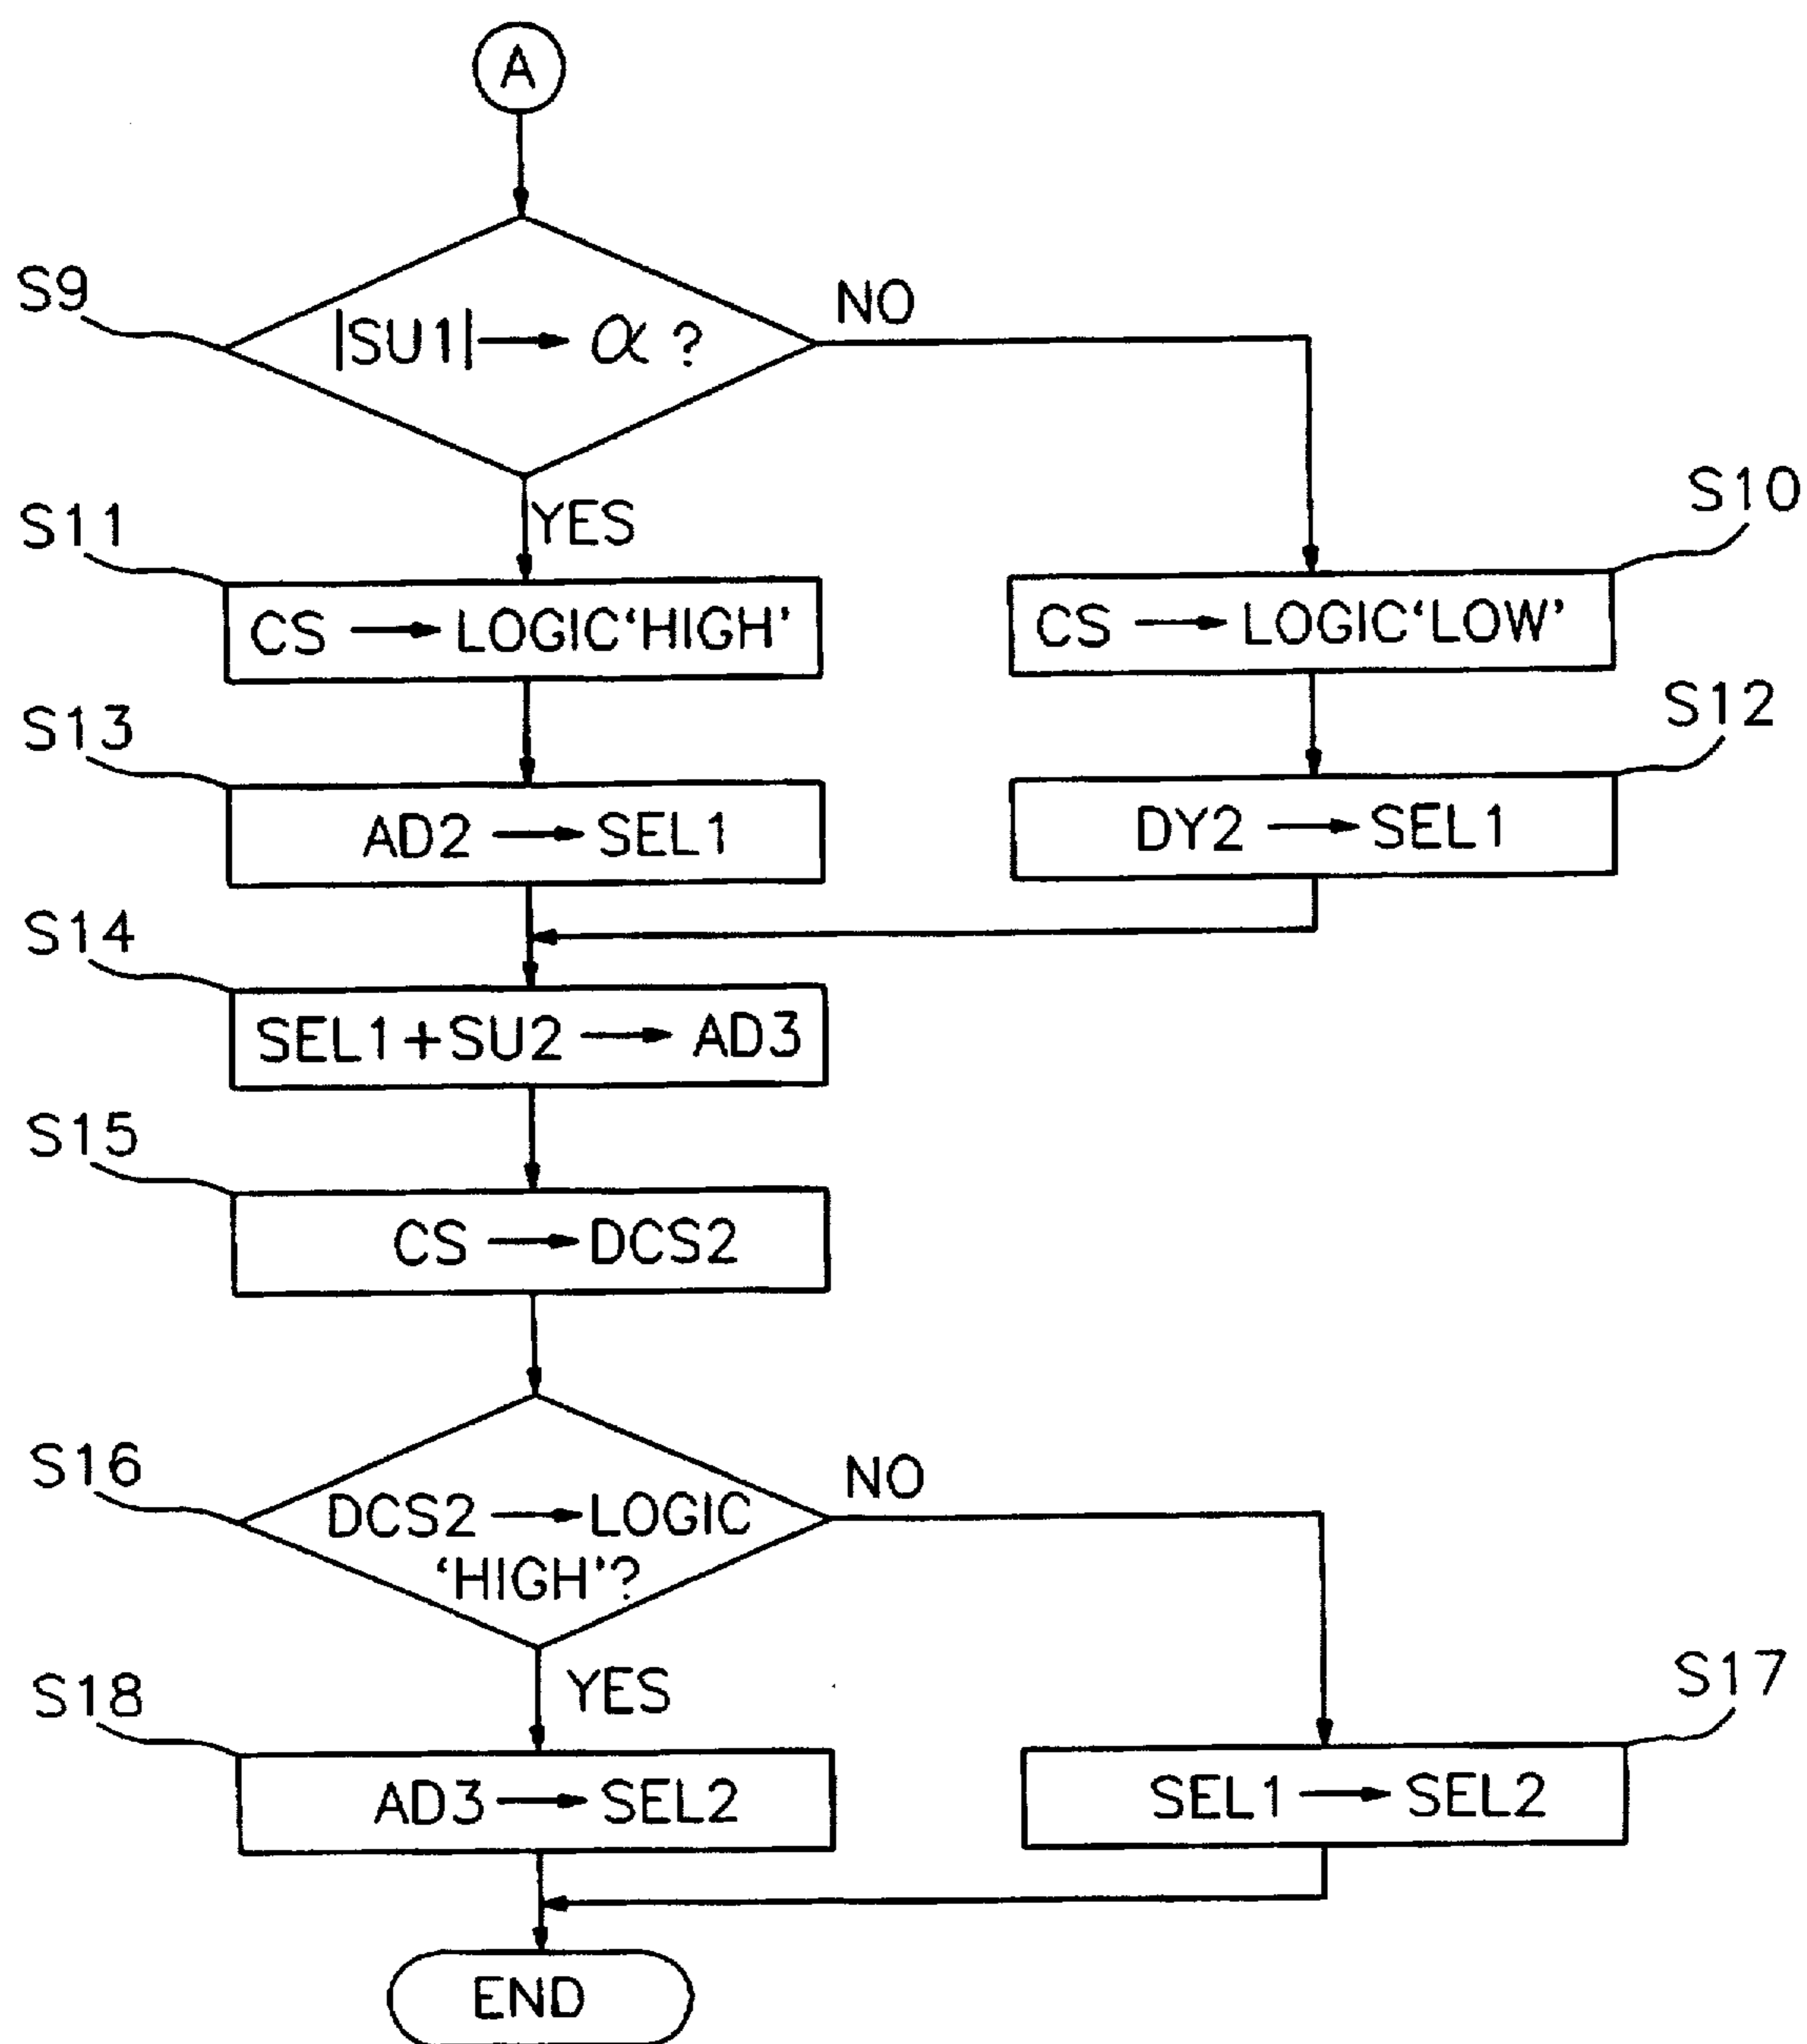 A
S9
|SU1| → α ?
NO
YES
S11
CS → LOGIC‘HIGH’
S10
CS → LOGIC‘LOW’
S13
AD2 → SEL1
S12
DY2 → SEL1
S14
SEL1+SU2 → AD3
S15
CS → DCS2
S16
DCS2 → LOGIC
‘HIGH’?
NO
YES
S18
AD3 → SEL2
S17
SEL1 → SEL2
END